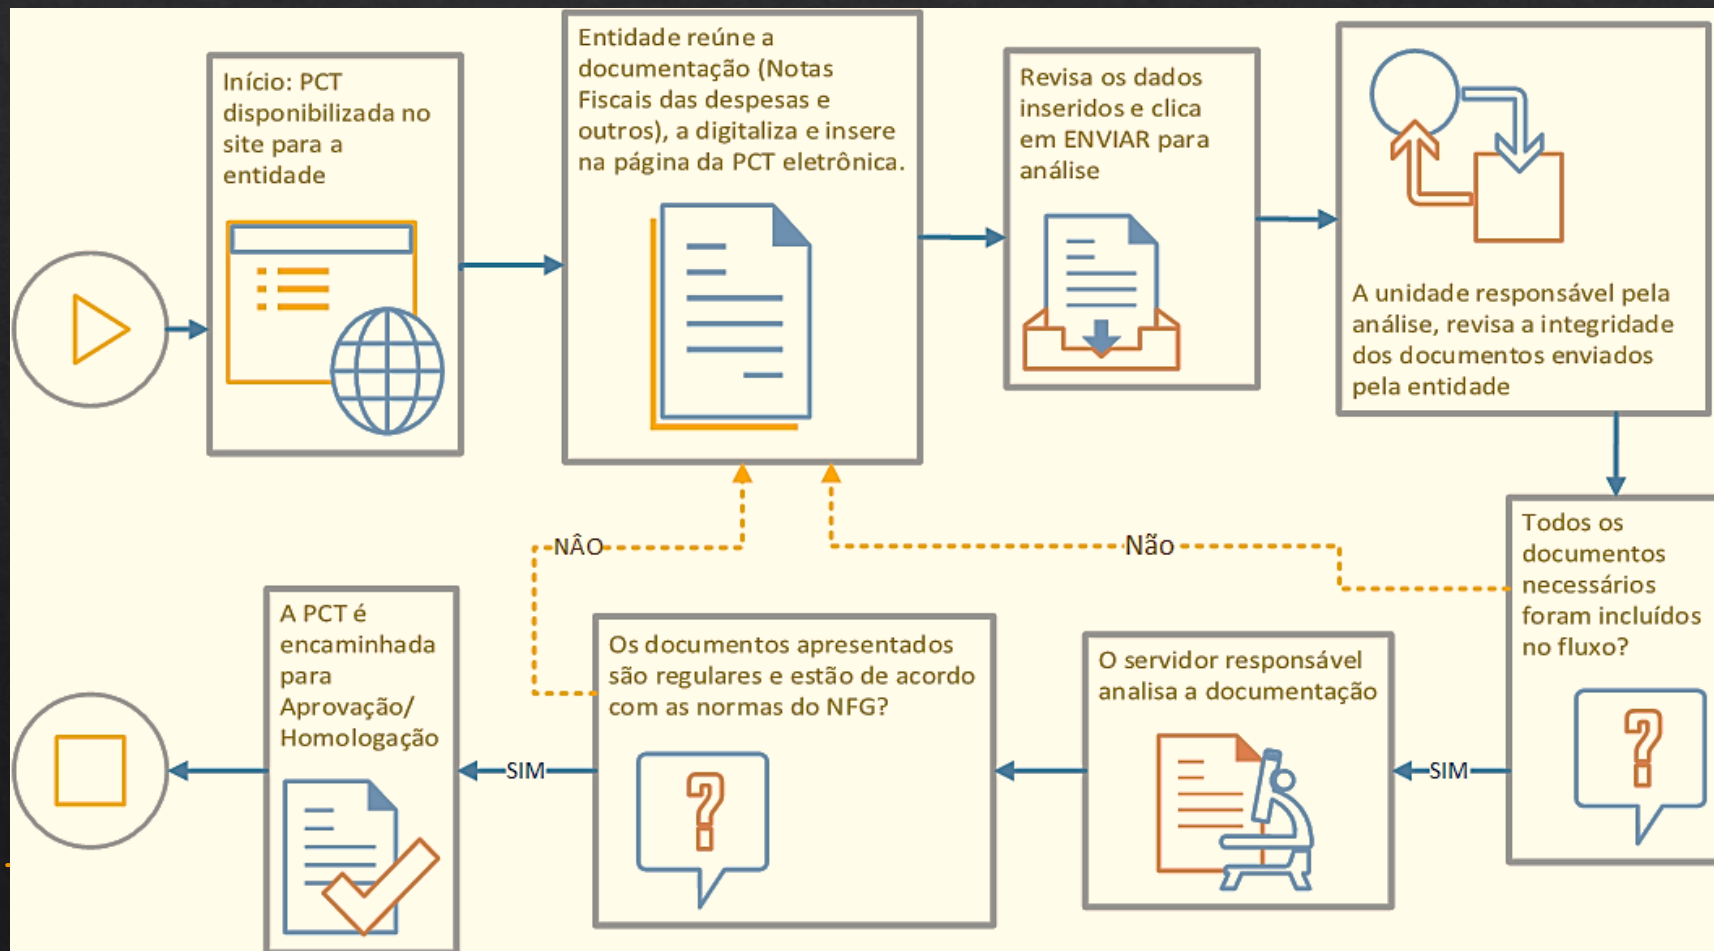 Início: PCT
disponibilizada no
site para a
entidade
Entidade reúne a
documentação (Notas
Fiscais das despesas e
outros), a digitaliza e insere
na página da PCT eletrônica.
Revisa os dados
inseridos e clica
em ENVIAR para
análise
A unidade responsável pela
análise, revisa a integridade
dos documentos enviados
pela entidade
Todos os
documentos
necessários
foram incluídos
no fluxo?
Não
SIM
O servidor responsável
analisa a documentação
Os documentos apresentados
são regulares e estão de acordo
com as normas do NFG?
NÂO
SIM
A PCT é
encaminhada
para
Aprovação/
Homologação